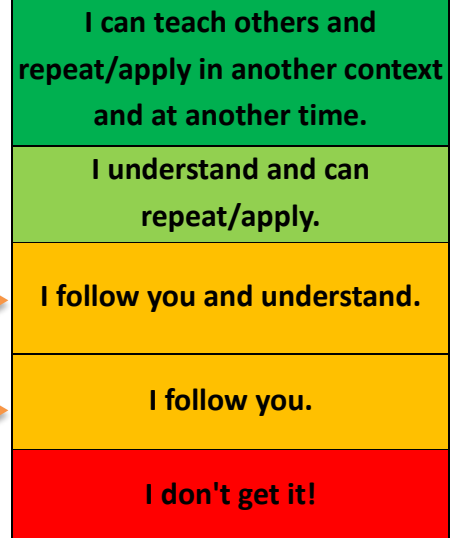 I can teach others and
repeat/apply in another context
and at another time.
I understand and can
repeat/apply.
I follow you and understand.
I follow you.
I don't get it!